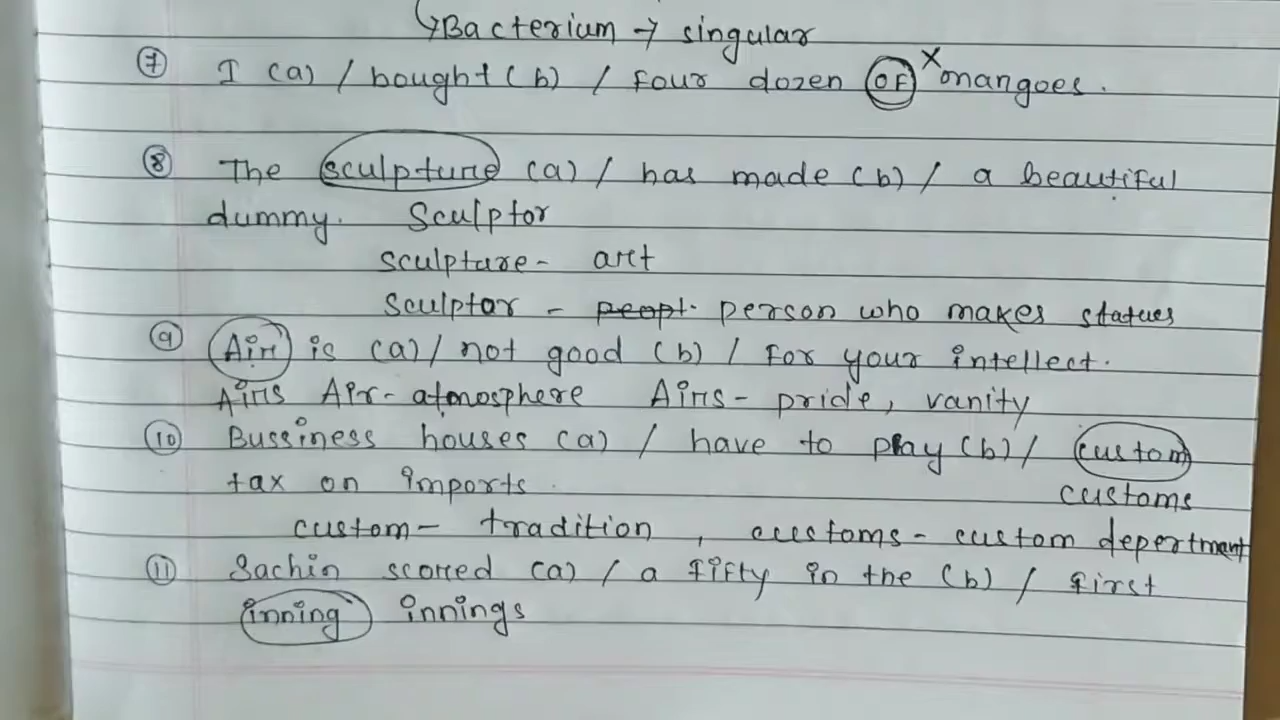 ↳Bacterium → singular
⑦ I (a) / bought (b) / four dozen of x mangoes.
⑧ The sculpture (a) / has made (b) / a beautiful
dummy. Sculptor
sculpture - art
sculptor - peopl. person who makes statues
⑨ Air is (a) / not good (b) / for your intellect.
Airs Air - atmosphere Airs - pride, vanity
⑩ Bussiness houses (a) / have to play (b) / custom
tax on imports.
customs
custom - tradition, customs - custom depertment
⑪ Sachin scored (a) / a fifty in the (b) / first
inning innings